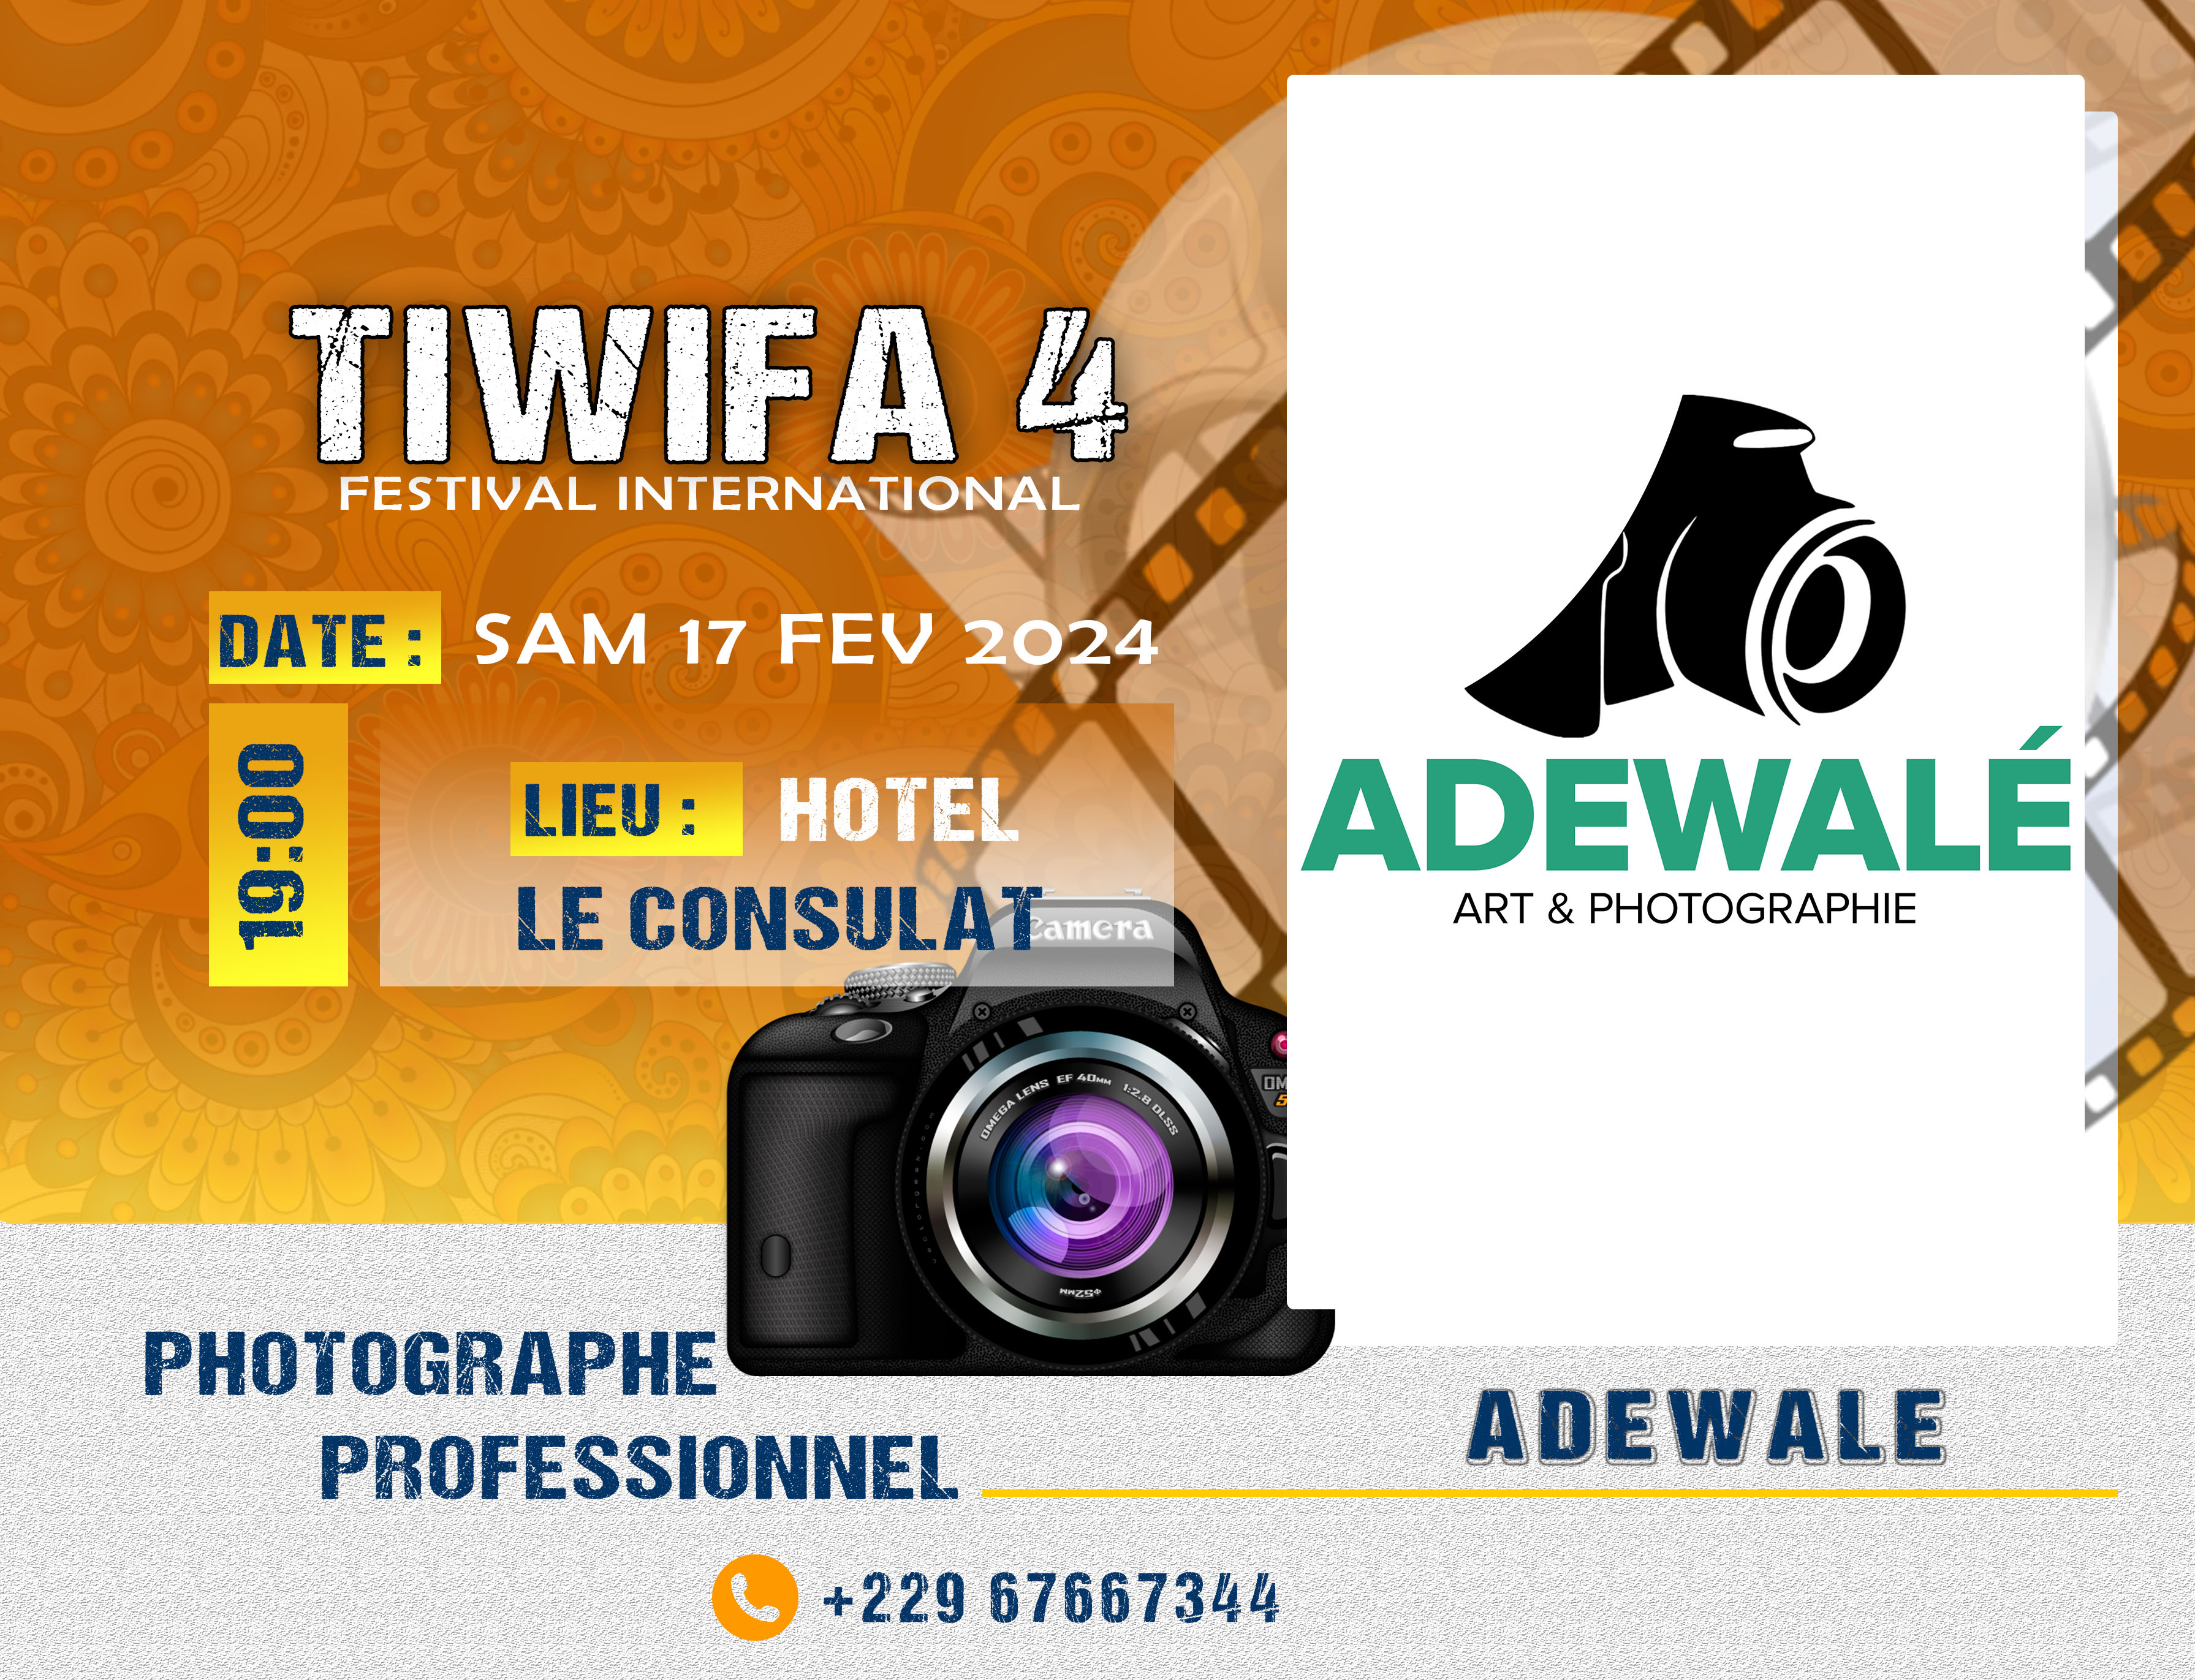 TIWIFA 4
FESTIVAL INTERNATIONAL
DATE : SAM 17 FEV 2024
19:00
LIEU : HOTEL
LE CONSULAT
Camera
OMEGA LENS EF 40MM 1:2.8 DLSS
Φ52MM
ADEWALÉ
ART & PHOTOGRAPHIE
PHOTOGRAPHE
PROFESSIONNEL
ADEWALE
+229 67667344